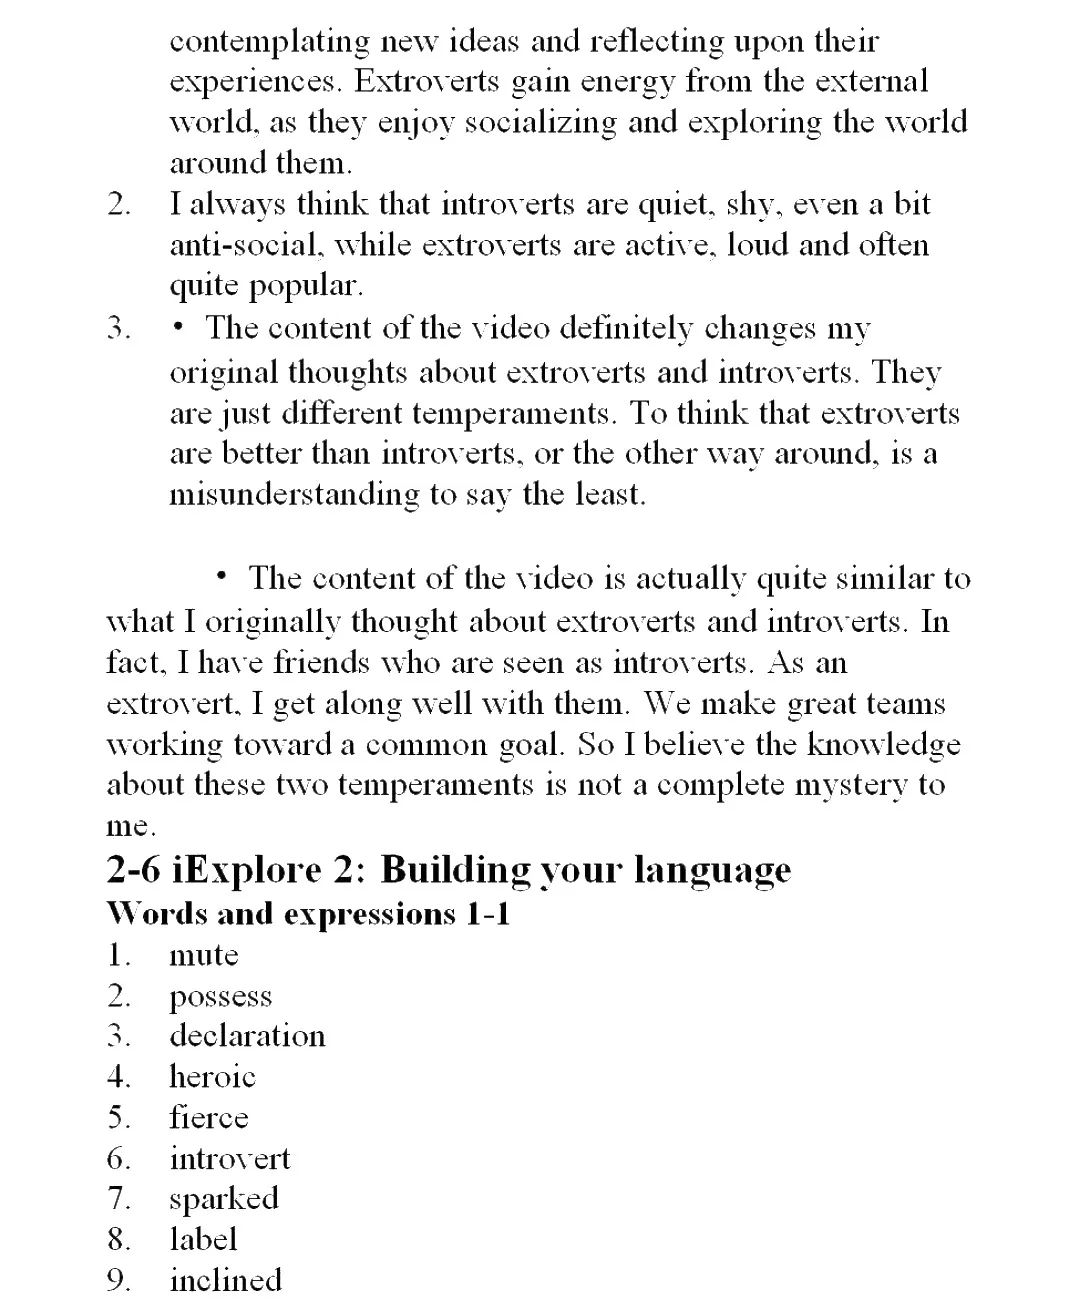 contemplating new ideas and reflecting upon their
experiences. Extroverts gain energy from the external
world, as they enjoy socializing and exploring the world
around them.
2. I always think that introverts are quiet, shy, even a bit
anti-social, while extroverts are active, loud and often
quite popular.
3. • The content of the video definitely changes my
original thoughts about extroverts and introverts. They
are just different temperaments. To think that extroverts
are better than introverts, or the other way around, is a
misunderstanding to say the least.
• The content of the video is actually quite similar to
what I originally thought about extroverts and introverts. In
fact, I have friends who are seen as introverts. As an
extrovert, I get along well with them. We make great teams
working toward a common goal. So I believe the knowledge
about these two temperaments is not a complete mystery to
me.
2-6 iExplore 2: Building your language
Words and expressions 1-1
1. mute
2. possess
3. declaration
4. heroic
5. fierce
6. introvert
7. sparked
8. label
9. inclined